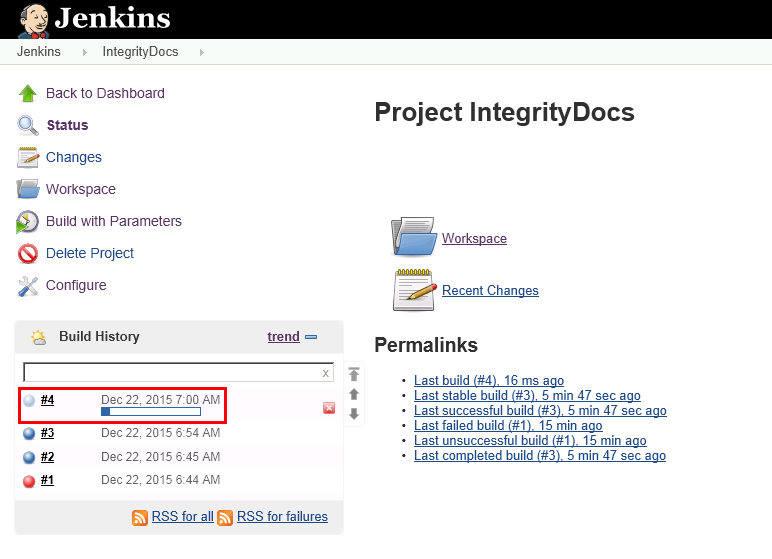 Jenkins
Jenkins IntegrityDocs
Back to Dashboard
Status
Changes
Workspace
Build with Parameters
Delete Project
Configure
Build History trend
x
#4 Dec 22, 2015 7:00 AM
#3 Dec 22, 2015 6:54 AM
#2 Dec 22, 2015 6:45 AM
#1 Dec 22, 2015 6:44 AM
RSS for all RSS for failures
Project IntegrityDocs
Workspace
Recent Changes
Permalinks
• Last build (#4), 16 ms ago
• Last stable build (#3), 5 min 47 sec ago
• Last successful build (#3), 5 min 47 sec ago
• Last failed build (#1), 15 min ago
• Last unsuccessful build (#1), 15 min ago
• Last completed build (#3), 5 min 47 sec ago